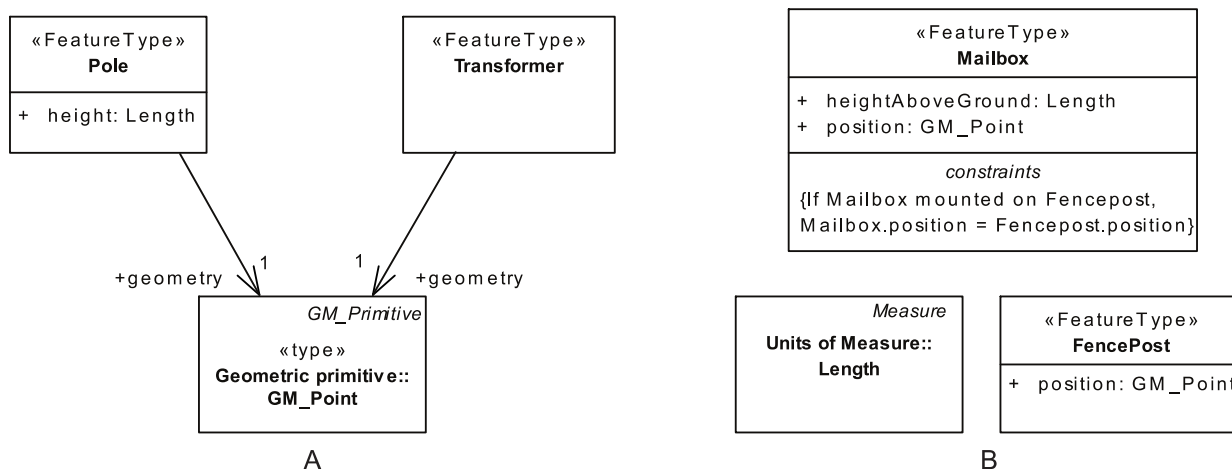 «FeatureType»
Pole
+ height: Length
«FeatureType»
Transformer
+geometry
1
1
+geometry
GM_Primitive
«type»
Geometric primitive::
GM_Point
A
«FeatureType»
Mailbox
+ heightAboveGround: Length
+ position: GM_Point
constraints
{If Mailbox mounted on Fencepost,
Mailbox.position = Fencepost.position}
Measure
Units of Measure::
Length
«FeatureType»
FencePost
+ position: GM_Point
B